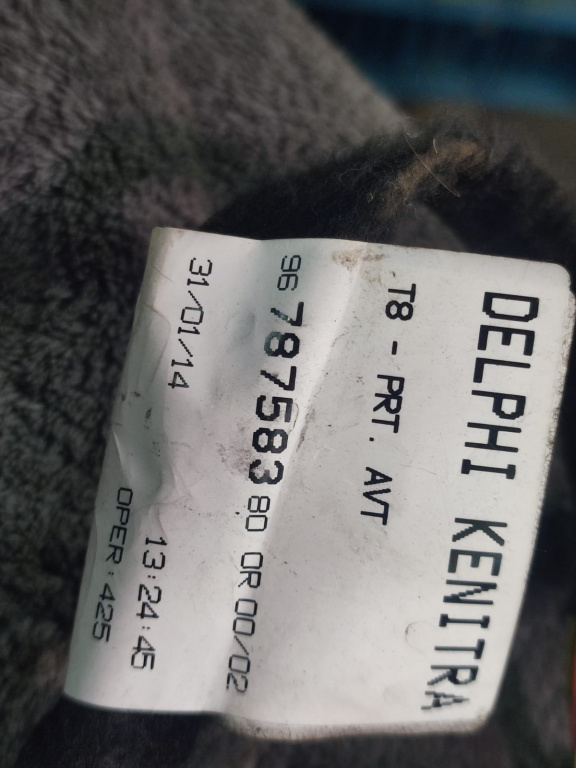 DELPHI KENITRA
T8 - PRT. AVT
96 787583 80 OR 00/02
31/01/14 13:24:45
OPER:425